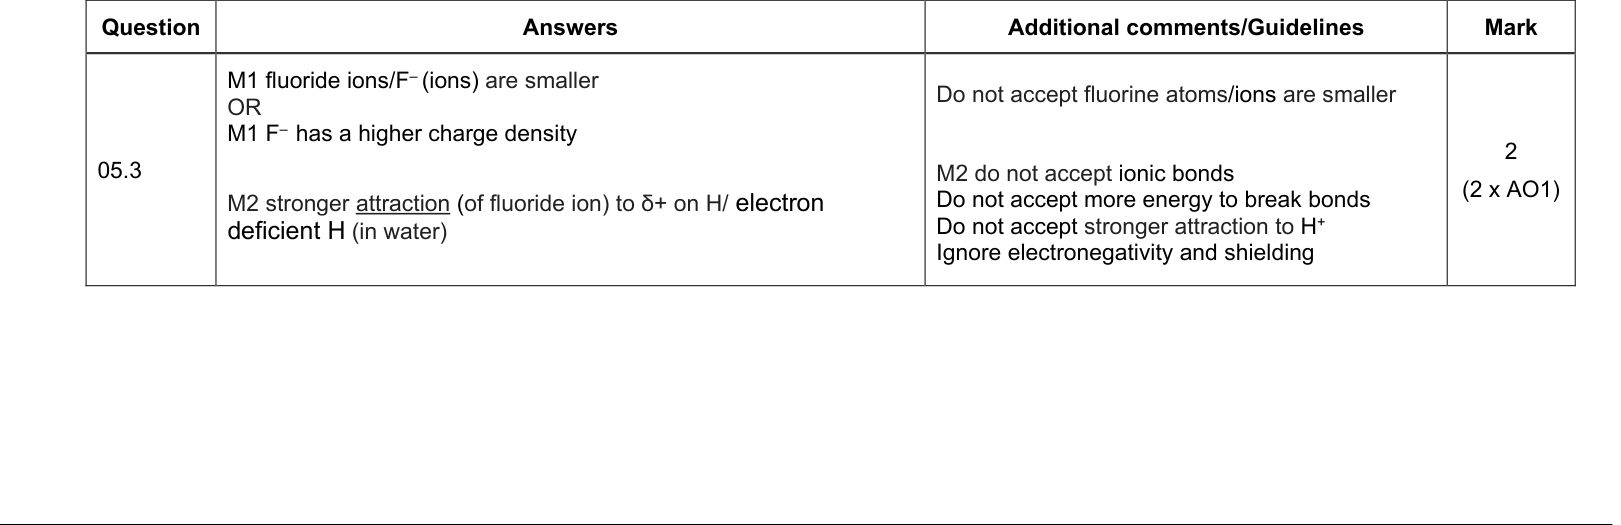 Question Answers Additional comments/Guidelines Mark
05.3
M1 fluoride ions/F⁻ (ions) are smaller
OR
M1 F⁻ has a higher charge density
M2 stronger attraction (of fluoride ion) to δ+ on H/ electron
deficient H (in water)
Do not accept fluorine atoms/ions are smaller
M2 do not accept ionic bonds
Do not accept more energy to break bonds
Do not accept stronger attraction to H⁺
Ignore electronegativity and shielding
2
(2 x AO1)